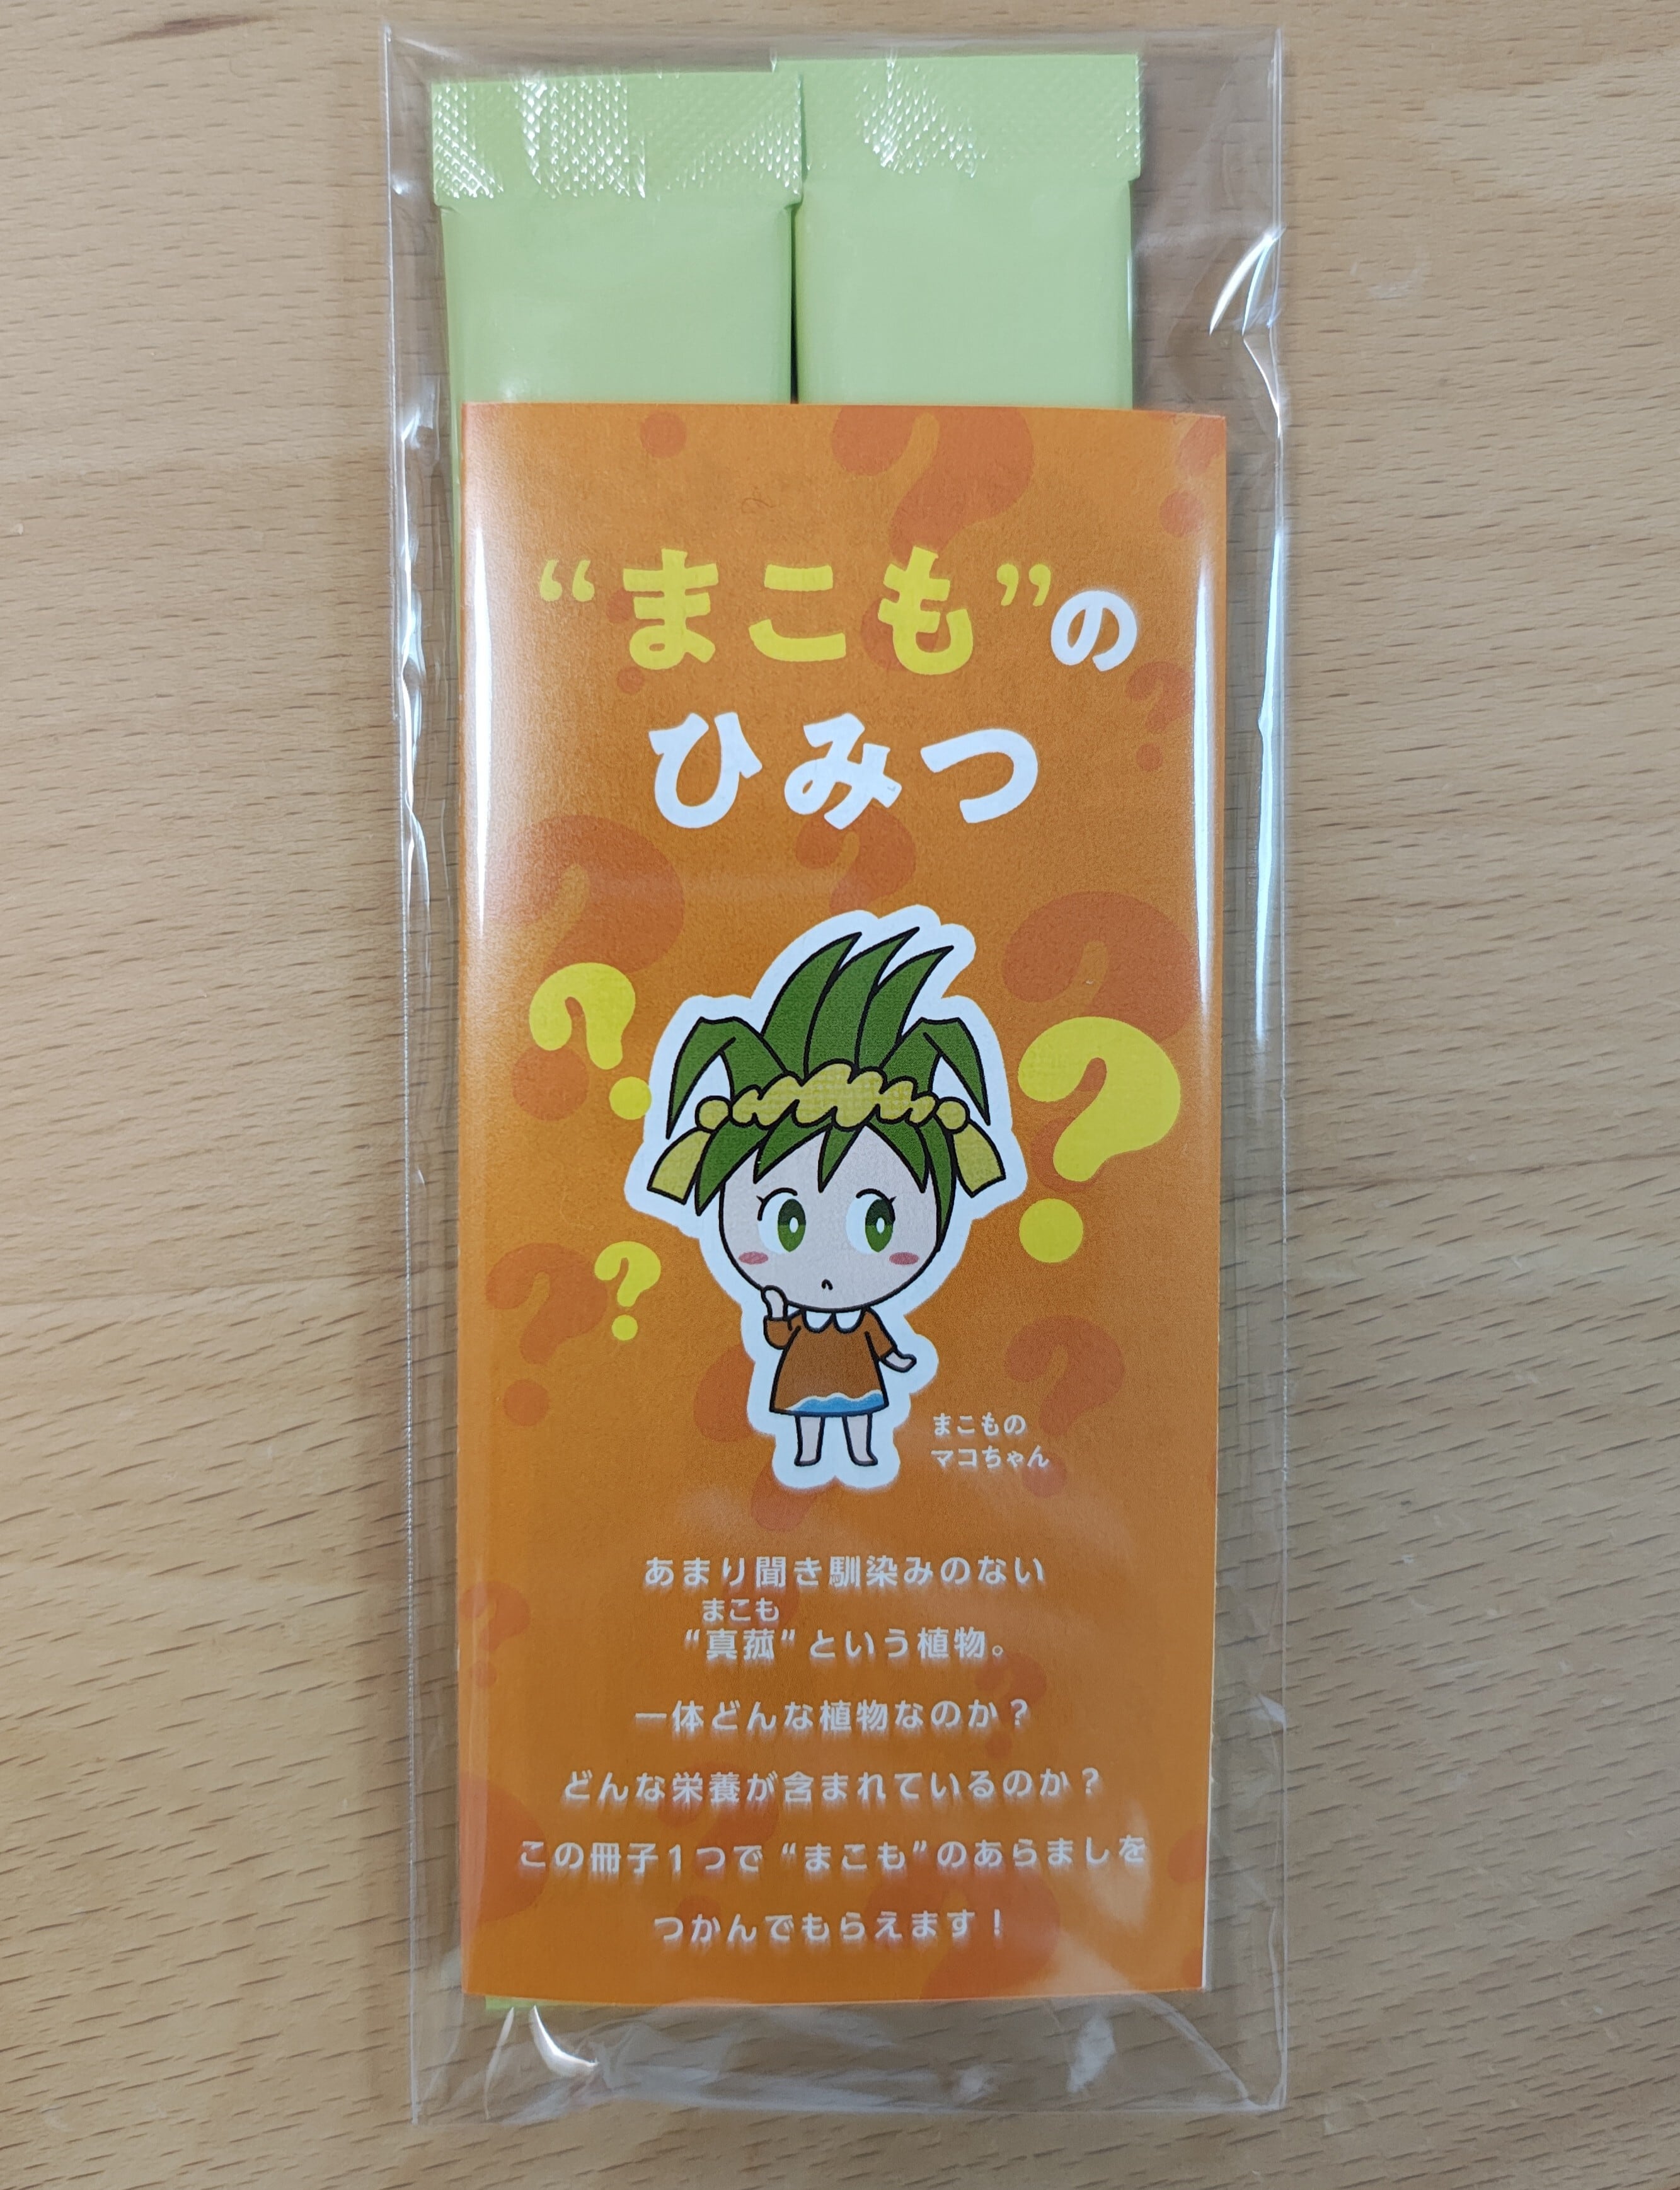 “まこも”の
ひみつ
まこもの
マコちゃん
あまり聞き馴染みのない
まこも
“真菰”という植物。
一体どんな植物なのか？
どんな栄養が含まれているのか？
この冊子1つで“まこも”のあらましを
つかんでもらえます！